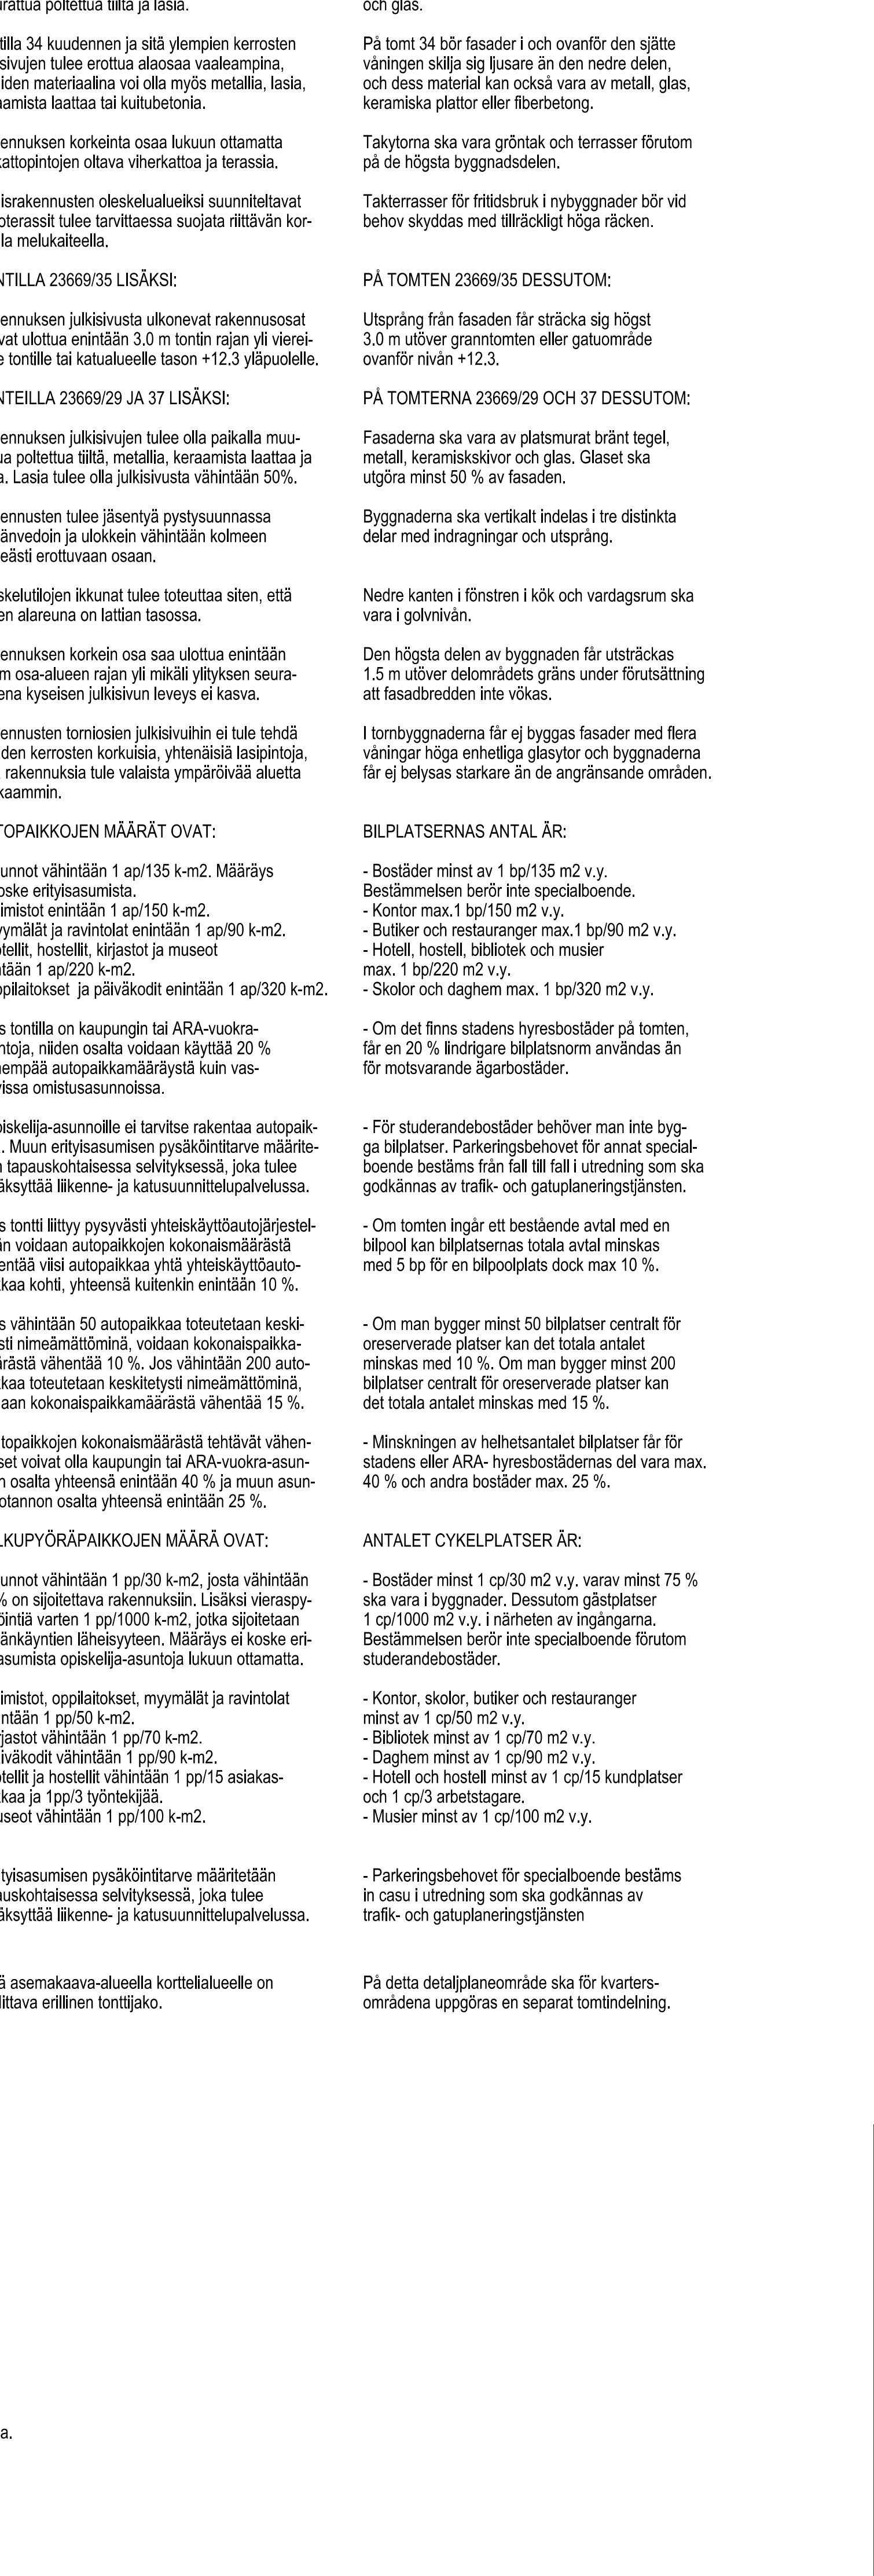 urattua poltettua tiiltä ja lasia.
tilla 34 kuudennen ja sitä ylempien kerrosten
sivujen tulee erottua alaosaa vaaleampina,
iden materiaalina voi olla myös metallia, lasia,
aamista laattaa tai kuitubetonia.
ennuksen korkeinta osaa lukuun ottamatta
kattopintojen oltava viherkattoa ja terassia.
israkennusten oleskelualueiksi suunniteltavat
oterassit tulee tarvittaessa suojata riittävän kor-
lla melukaiteella.
NTILLA 23669/35 LISÄKSI:
ennuksen julkisivusta ulkonevat rakennusosat
vat ulottua enintään 3.0 m tontin rajan yli vierei-
e tontille tai katualueelle tason +12.3 yläpuolelle.
NTEILLA 23669/29 JA 37 LISÄKSI:
ennuksen julkisivujen tulee olla paikalla muu-
ua poltettua tiiltä, metallia, keraamista laattaa ja
a. Lasia tulee olla julkisivusta vähintään 50%.
ennusten tulee jäsentyä pystysuunnassa
änvedoin ja ulokkein vähintään kolmeen
eästi erottuvaan osaan.
skelutilojen ikkunat tulee toteuttaa siten, että
en alareuna on lattian tasossa.
ennuksen korkein osa saa ulottua enintään
m osa-alueen rajan yli mikäli ylityksen seura-
ena kyseisen julkisivun leveys ei kasva.
ennusten torniosien julkisivuihin ei tule tehdä
iden kerrosten korkuisia, yhtenäisiä lasipintoja,
ä rakennuksia tule valaista ympäröivää aluetta
kaammin.
TOPAIKKOJEN MÄÄRÄT OVAT:
unnot vähintään 1 ap/135 k-m2. Määräys
oske erityisasumista.
imistot enintään 1 ap/150 k-m2.
yymälät ja ravintolat enintään 1 ap/90 k-m2.
otellit, hostellit, kirjastot ja museot
ntään 1 ap/220 k-m2.
ppilaitokset ja päiväkodit enintään 1 ap/320 k-m2.
s tontilla on kaupungin tai ARA-vuokra-
ntoja, niiden osalta voidaan käyttää 20 %
hempää autopaikkamääräystä kuin vas-
vissa omistusasunnoissa.
piskelija-asunnoille ei tarvitse rakentaa autopaik-
a. Muun erityisasumisen pysäköintitarve määrite-
n tapauskohtaisessa selvityksessä, joka tulee
äksyttää liikenne- ja katusuunnittelupalvelussa.
s tontti liittyy pysyvästi yhteiskäyttöautojärjestel-
än voidaan autopaikkojen kokonaismäärästä
entää viisi autopaikkaa yhtä yhteiskäyttöauto-
kkaa kohti, yhteensä kuitenkin enintään 10 %.
s vähintään 50 autopaikkaa toteutetaan keski-
sti nimeämättöminä, voidaan kokonaispaikka-
ärästä vähentää 10 %. Jos vähintään 200 auto-
kkaa toteutetaan keskitetysti nimeämättöminä,
aan kokonaispaikkamäärästä vähentää 15 %.
topaikkojen kokonaismäärästä tehtävät vähen-
set voivat olla kaupungin tai ARA-vuokra-asun-
n osalta yhteensä enintään 40 % ja muun asun-
otannon osalta yhteensä enintään 25 %.
LKUPYÖRÄPAIKKOJEN MÄÄRÄ OVAT:
unnot vähintään 1 pp/30 k-m2, josta vähintään
% on sijoitettava rakennuksiin. Lisäksi vieraspy-
öintiä varten 1 pp/1000 k-m2, jotka sijoitetaan
äänkäyntien läheisyyteen. Määräys ei koske eri-
asumista opiskelija-asuntoja lukuun ottamatta.
imistot, oppilaitokset, myymälät ja ravintolat
intään 1 pp/50 k-m2.
rjastot vähintään 1 pp/70 k-m2.
iväkodit vähintään 1 pp/90 k-m2.
otellit ja hostellit vähintään 1 pp/15 asiakas-
kkaa ja 1pp/3 työntekijää.
useot vähintään 1 pp/100 k-m2.
ityisasumisen pysäköintitarve määritetään
auskohtaisessa selvityksessä, joka tulee
äksyttää liikenne- ja katusuunnittelupalvelussa.
ä asemakaava-alueella korttelialueelle on
dittava erillinen tonttijako.
a.
och glas.
På tomt 34 bör fasader i och ovanför den sjätte
våningen skilja sig ljusare än den nedre delen,
och dess material kan också vara av metall, glas,
keramiska plattor eller fiberbetong.
Takytorna ska vara gröntak och terrasser förutom
på de högsta byggnadsdelen.
Takterrasser för fritidsbruk i nybyggnader bör vid
behov skyddas med tillräckligt höga räcken.
PÅ TOMTEN 23669/35 DESSUTOM:
Utsprång från fasaden får sträcka sig högst
3.0 m utöver granntomten eller gatuområde
ovanför nivån +12.3.
PÅ TOMTERNA 23669/29 OCH 37 DESSUTOM:
Fasaderna ska vara av platsmurat bränt tegel,
metall, keramiskskivor och glas. Glaset ska
utgöra minst 50 % av fasaden.
Byggnaderna ska vertikalt indelas i tre distinkta
delar med indragningar och utsprång.
Nedre kanten i fönstren i kök och vardagsrum ska
vara i golvnivån.
Den högsta delen av byggnaden får utsträckas
1.5 m utöver delområdets gräns under förutsättning
att fasadbredden inte vökas.
I tornbyggnaderna får ej byggas fasader med flera
våningar höga enhetliga glasytor och byggnaderna
får ej belysas starkare än de angränsande områden.
BILPLATSERNAS ANTAL ÄR:
- Bostäder minst av 1 bp/135 m2 v.y.
Bestämmelsen berör inte specialboende.
- Kontor max.1 bp/150 m2 v.y.
- Butiker och restauranger max.1 bp/90 m2 v.y.
- Hotell, hostell, bibliotek och musier
max. 1 bp/220 m2 v.y.
- Skolor och daghem max. 1 bp/320 m2 v.y.
- Om det finns stadens hyresbostäder på tomten,
får en 20 % lindrigare bilplatsnorm användas än
för motsvarande ägarbostäder.
- För studerandebostäder behöver man inte byg-
ga bilplatser. Parkeringsbehovet för annat special-
boende bestäms från fall till fall i utredning som ska
godkännas av trafik- och gatuplaneringstjänsten.
- Om tomten ingår ett bestående avtal med en
bilpool kan bilplatsernas totala avtal minskas
med 5 bp för en bilpoolplats dock max 10 %.
- Om man bygger minst 50 bilplatser centralt för
oreserverade platser kan det totala antalet
minskas med 10 %. Om man bygger minst 200
bilplatser centralt för oreserverade platser kan
det totala antalet minskas med 15 %.
- Minskningen av helhetsantalet bilplatser får för
stadens eller ARA- hyresbostädernas del vara max.
40 % och andra bostäder max. 25 %.
ANTALET CYKELPLATSER ÄR:
- Bostäder minst 1 cp/30 m2 v.y. varav minst 75 %
ska vara i byggnader. Dessutom gästplatser
1 cp/1000 m2 v.y. i närheten av ingångarna.
Bestämmelsen berör inte specialboende förutom
studerandebostäder.
- Kontor, skolor, butiker och restauranger
minst av 1 cp/50 m2 v.y.
- Bibliotek minst av 1 cp/70 m2 v.y.
- Daghem minst av 1 cp/90 m2 v.y.
- Hotell och hostell minst av 1 cp/15 kundplatser
och 1 cp/3 arbetstagare.
- Musier minst av 1 cp/100 m2 v.y.
- Parkeringsbehovet för specialboende bestäms
in casu i utredning som ska godkännas av
trafik- och gatuplaneringstjänsten
På detta detaljplaneområde ska för kvarters-
områdena uppgöras en separat tomtindelning.